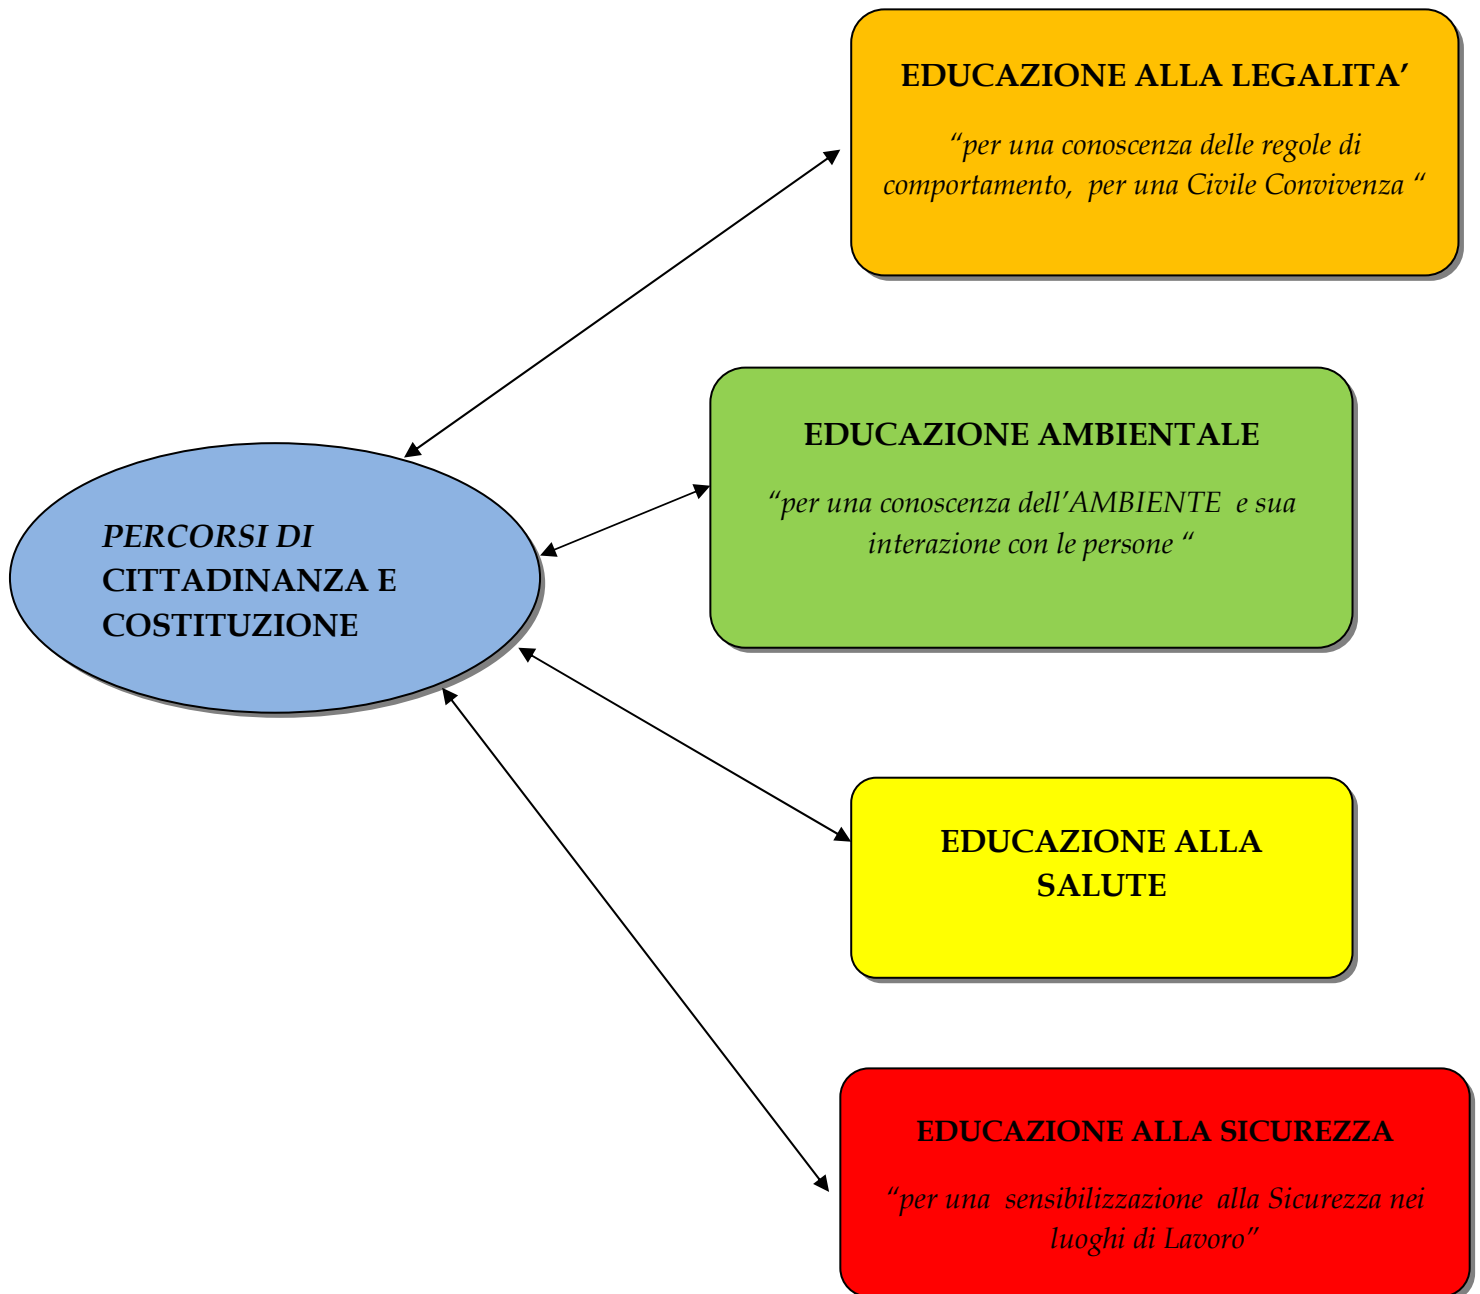 EDUCAZIONE ALLA LEGALITA’
“per una conoscenza delle regole di
comportamento, per una Civile Convivenza “
EDUCAZIONE AMBIENTALE
“per una conoscenza dell’AMBIENTE e sua
interazione con le persone “
PERCORSI DI
CITTADINANZA E
COSTITUZIONE
EDUCAZIONE ALLA
SALUTE
EDUCAZIONE ALLA SICUREZZA
“per una sensibilizzazione alla Sicurezza nei
luoghi di Lavoro”